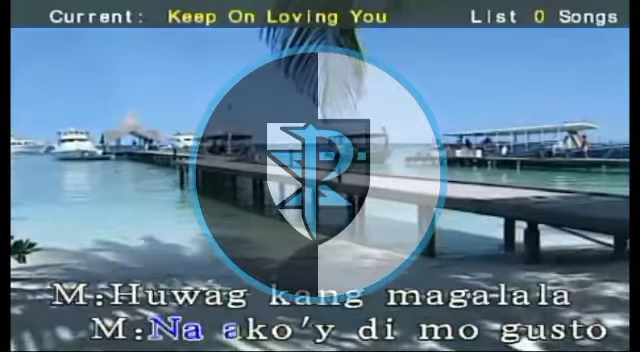 Current: Keep On Loving You List 0 Songs
M:Huwag kang magalala
M:Na ako'y di mo gusto